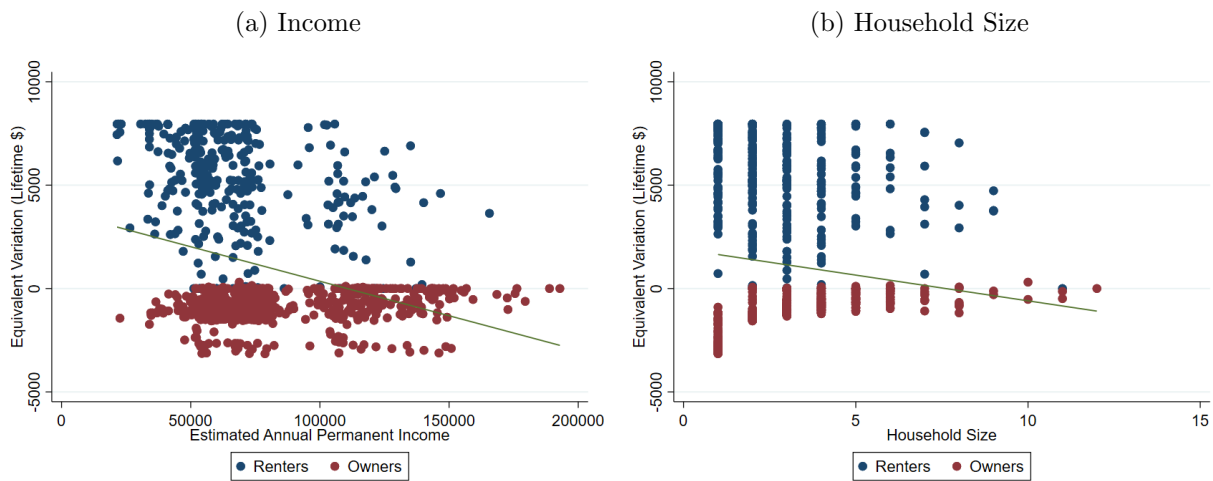 (a) Income
Equivalent Variation (Lifetime $)
10000
5000
0
-5000
0 50000 100000 150000 200000
Estimated Annual Permanent Income
Renters Owners
(b) Household Size
Equivalent Variation (Lifetime $)
10000
5000
0
-5000
0 5 10 15
Household Size
Renters Owners